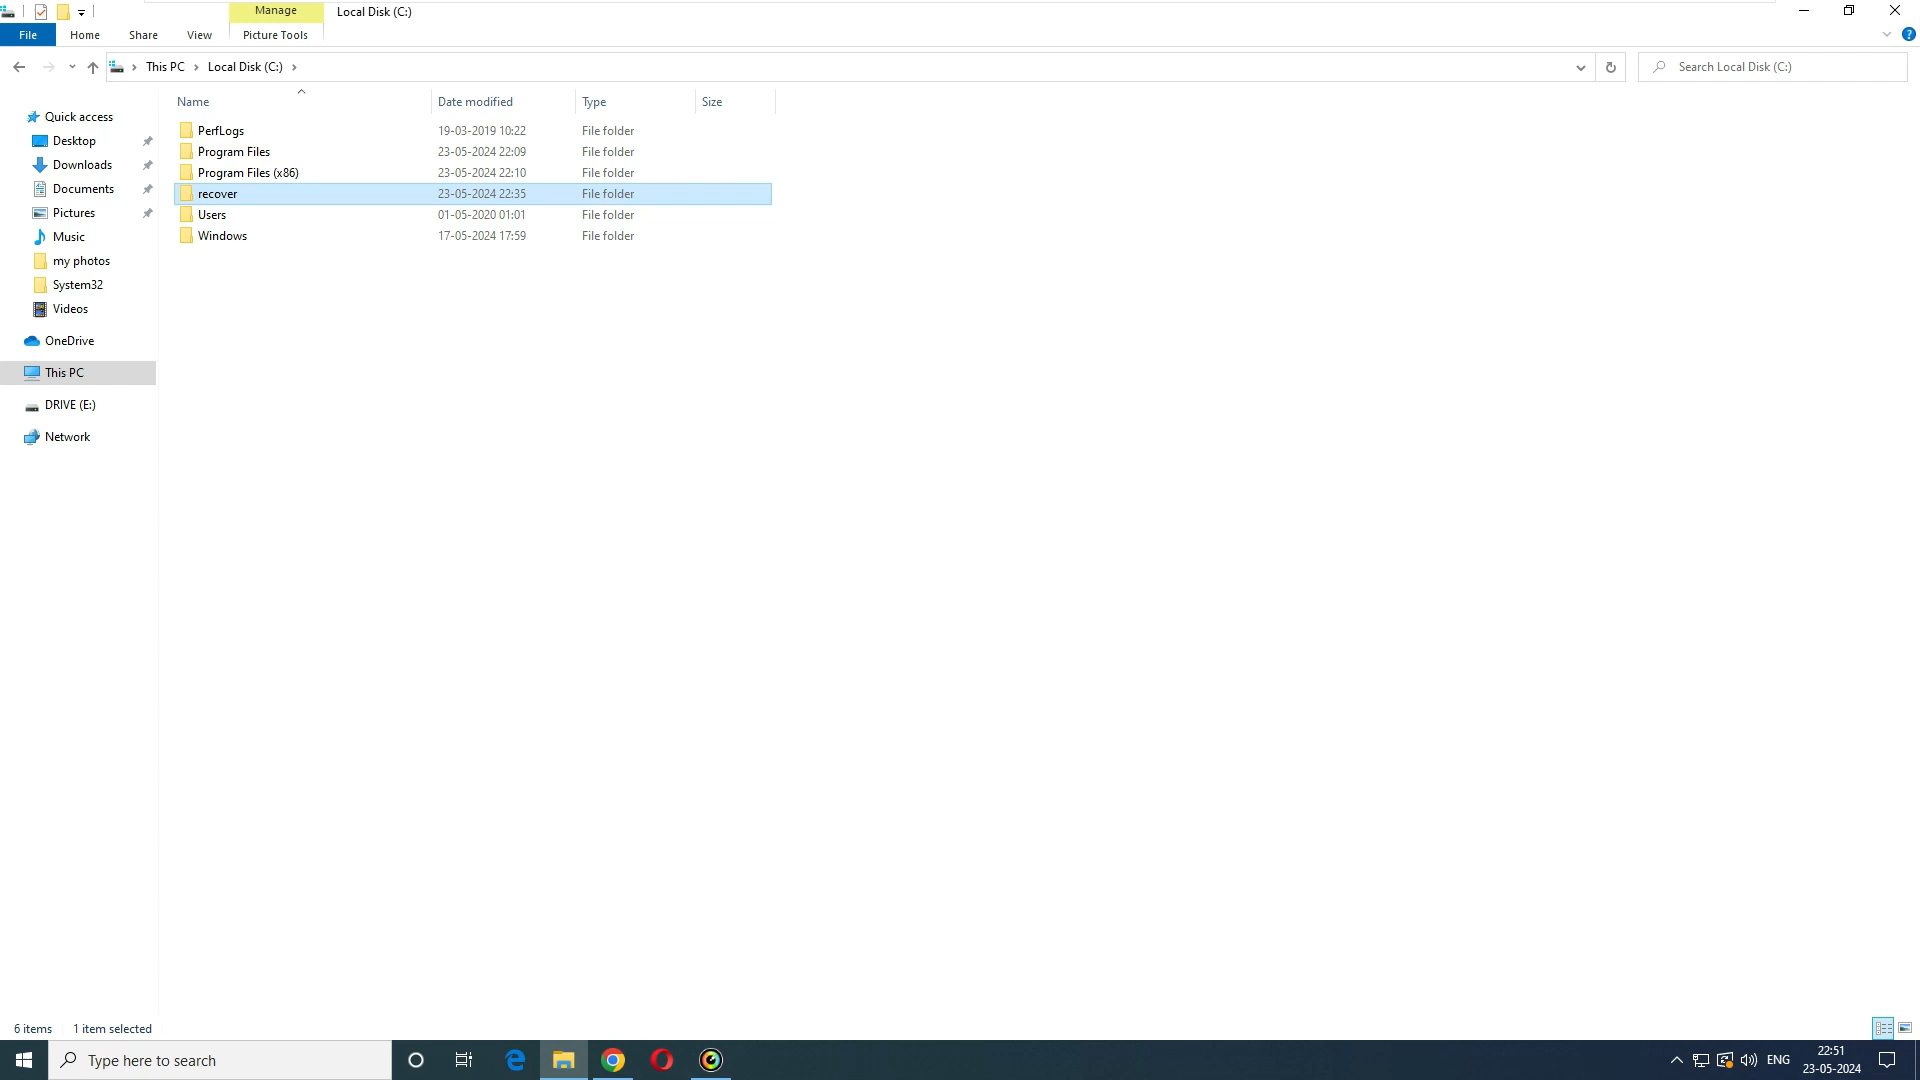 Manage
Local Disk (C:)
File
Home
Share
View
Picture Tools
This PC
Local Disk (C:)
Search Local Disk (C:)
Name
Date modified
Type
Size
Quick access
Desktop
Downloads
Documents
Pictures
Music
my photos
System32
Videos
OneDrive
This PC
DRIVE (E:)
Network
PerfLogs 19-03-2019 10:22 File folder
Program Files 23-05-2024 22:09 File folder
Program Files (x86) 23-05-2024 22:10 File folder
recover 23-05-2024 22:35 File folder
Users 01-05-2020 01:01 File folder
Windows 17-05-2024 17:59 File folder
6 items 1 item selected
Type here to search
ENG
22:51
23-05-2024